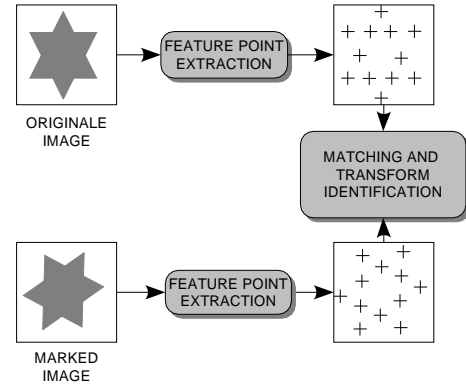 FEATURE POINT
EXTRACTION
ORIGINALE
IMAGE
MATCHING AND
TRANSFORM
IDENTIFICATION
FEATURE POINT
EXTRACTION
MARKED
IMAGE